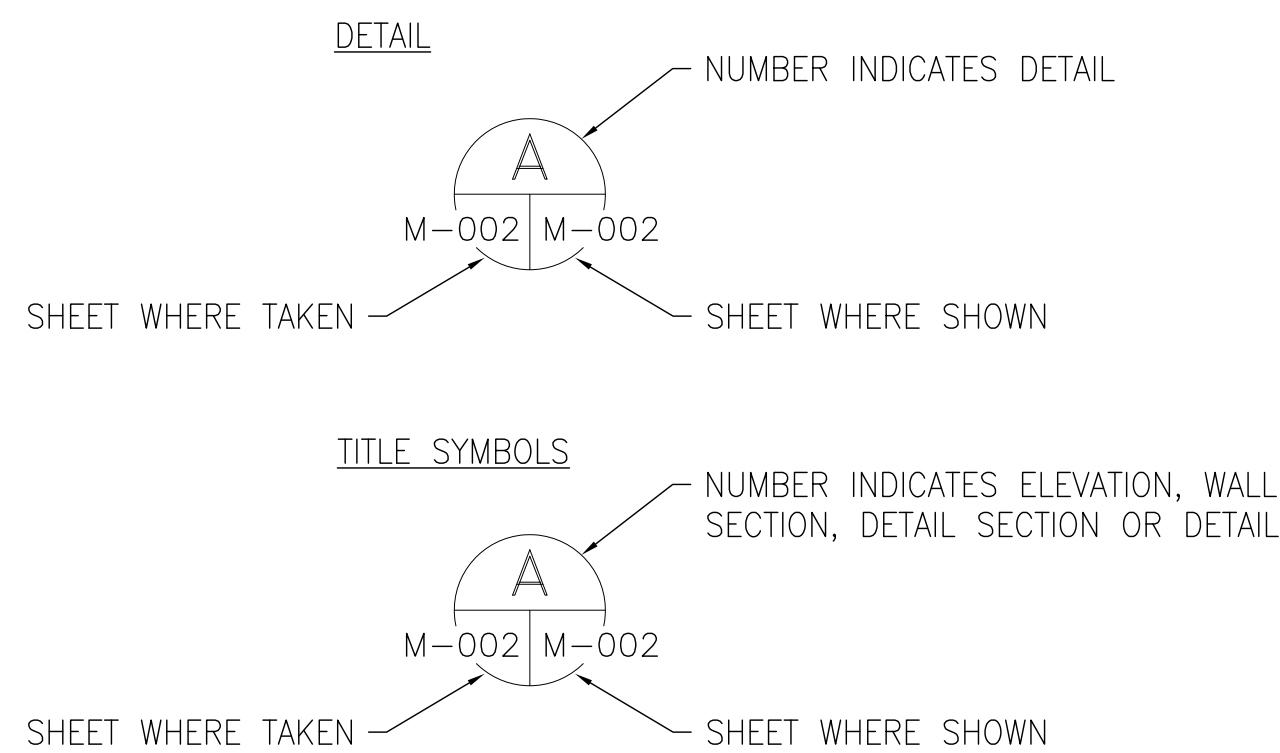 DETAIL
NUMBER INDICATES DETAIL
A
M-002 M-002
SHEET WHERE TAKEN
SHEET WHERE SHOWN
TITLE SYMBOLS
NUMBER INDICATES ELEVATION, WALL
SECTION, DETAIL SECTION OR DETAIL
A
M-002 M-002
SHEET WHERE TAKEN
SHEET WHERE SHOWN